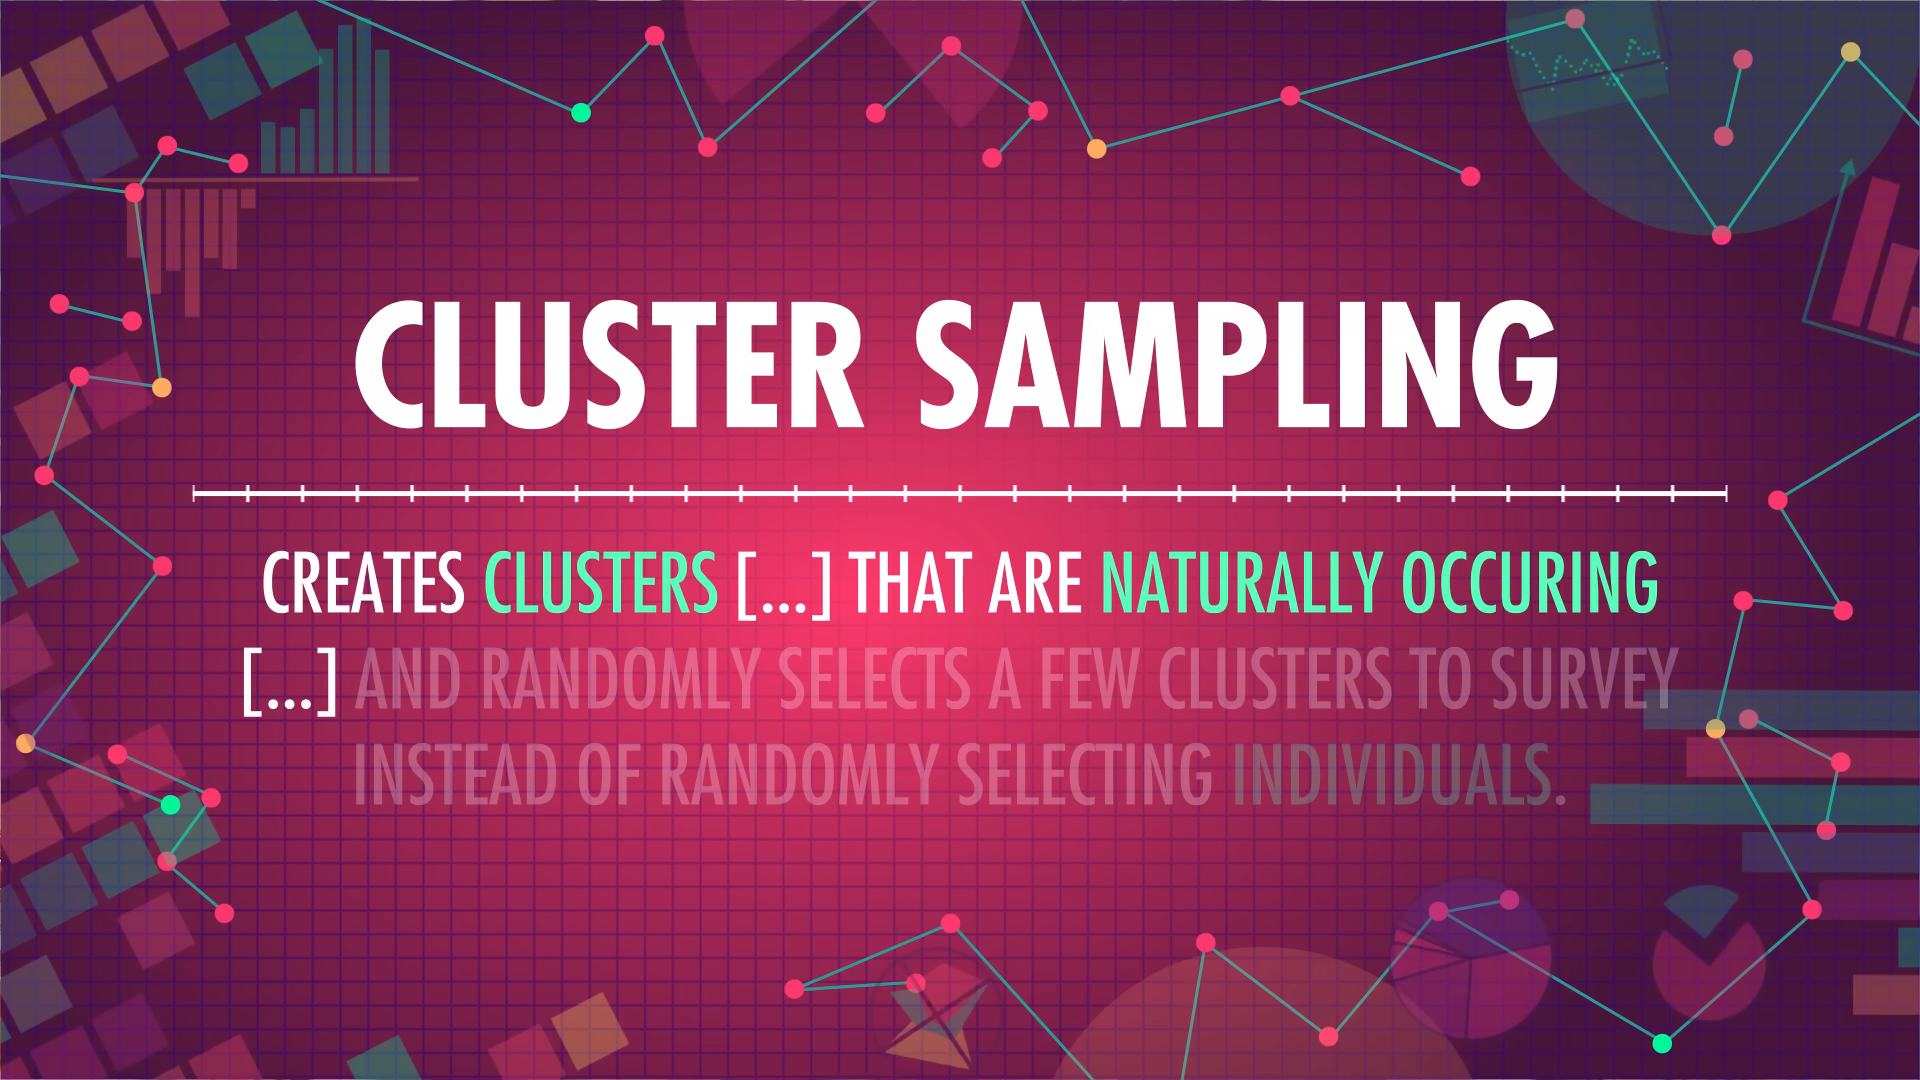 CLUSTER SAMPLING
CREATES CLUSTERS [...] THAT ARE NATURALLY OCCURING
[...] AND RANDOMLY SELECTS A FEW CLUSTERS TO SURVEY
INSTEAD OF RANDOMLY SELECTING INDIVIDUALS.